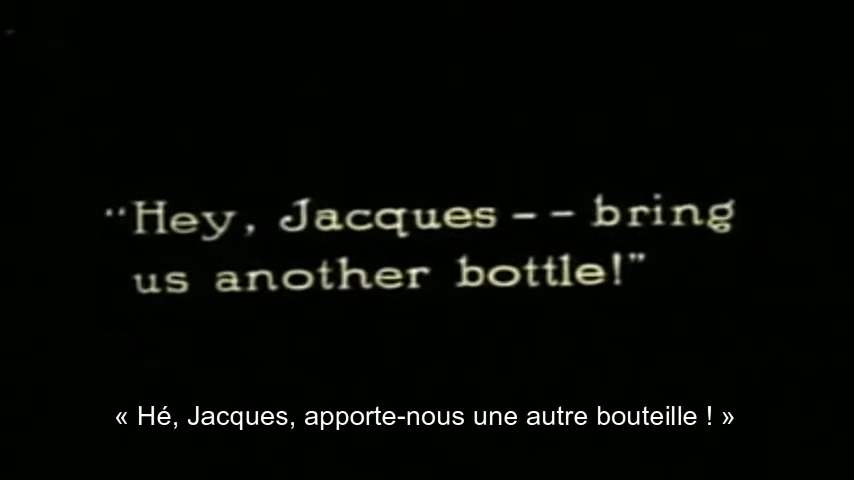 "Hey, Jacques -- bring
us another bottle!"
« Hé, Jacques, apporte-nous une autre bouteille ! »